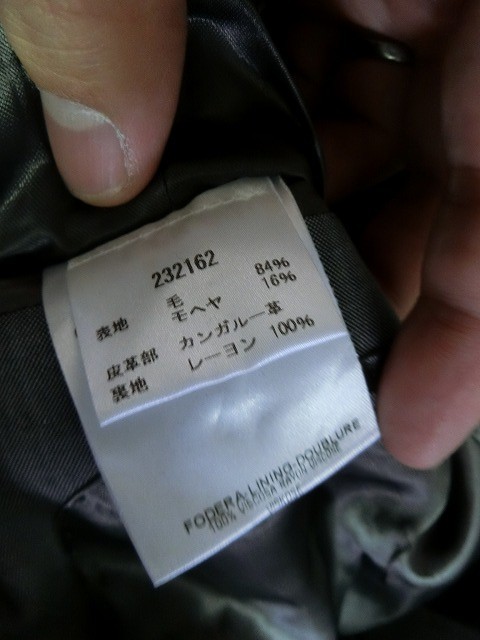 232162
表地 毛 84%
モヘヤ 16%
皮革部 カンガルー革
裏地 レーヨン 100%
FODERA-LINING-DOUBLURE
100%